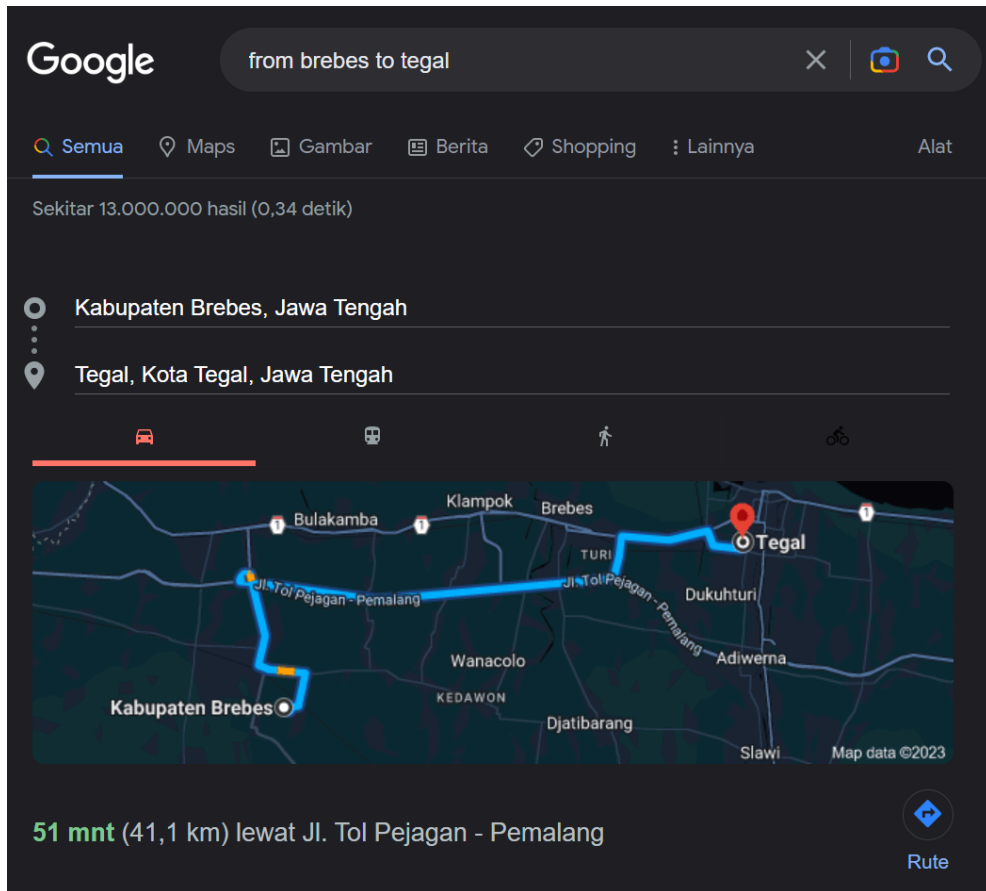 Google
from brebes to tegal
Semua
Maps
Gambar
Berita
Shopping
Lainnya
Alat
Sekitar 13.000.000 hasil (0,34 detik)
Kabupaten Brebes, Jawa Tengah
Tegal, Kota Tegal, Jawa Tengah
Klampok
Brebes
1
Bulakamba
1
1
TURI
Tegal
Jl. Tol Pejagan - Pemalang
Jl. Tol Pejagan - Pemalang
Dukuhturi
Wanacolo
Adiwerna
KEDAWON
Kabupaten Brebes
Djatibarang
Slawi
Map data ©2023
51 mnt (41,1 km) lewat Jl. Tol Pejagan - Pemalang
Rute